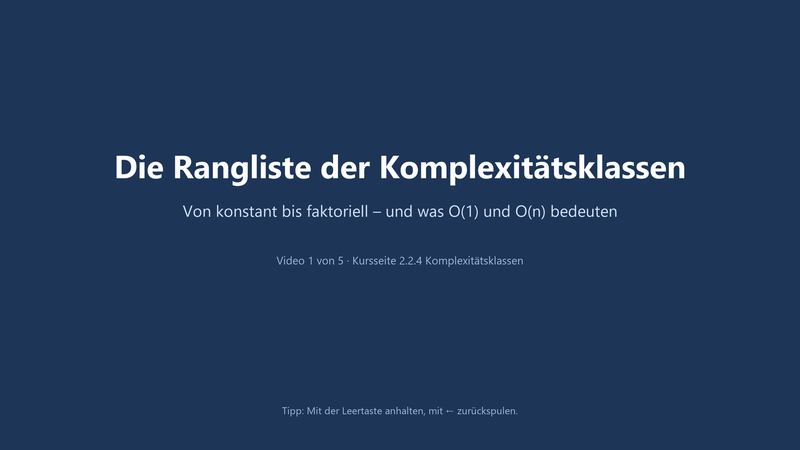 Die Rangliste der Komplexitätsklassen
Von konstant bis faktoriell – und was O(1) und O(n) bedeuten
Video 1 von 5 · Kursseite 2.2.4 Komplexitätsklassen
Tipp: Mit der Leertaste anhalten, mit ← zurückspulen.